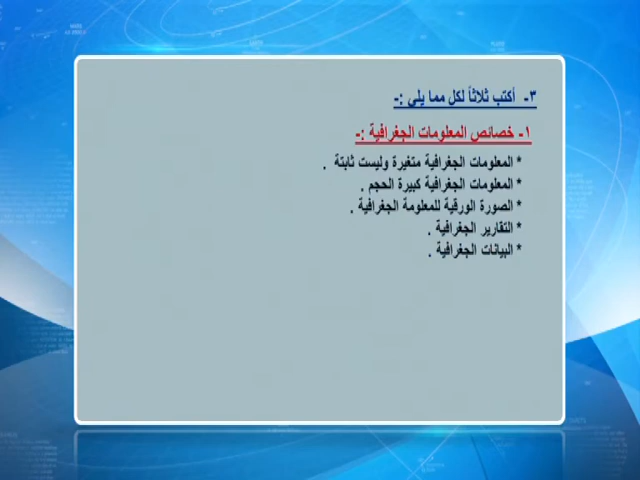 ٣- أكتب ثلاثاً لكل مما يلي :-
١- خصائص المعلومات الجغرافية :-
* المعلومات الجغرافية متغيرة وليست ثابتة .
* المعلومات الجغرافية كبيرة الحجم .
* الصورة الورقية للمعلومة الجغرافية .
* التقارير الجغرافية .
* البيانات الجغرافية .